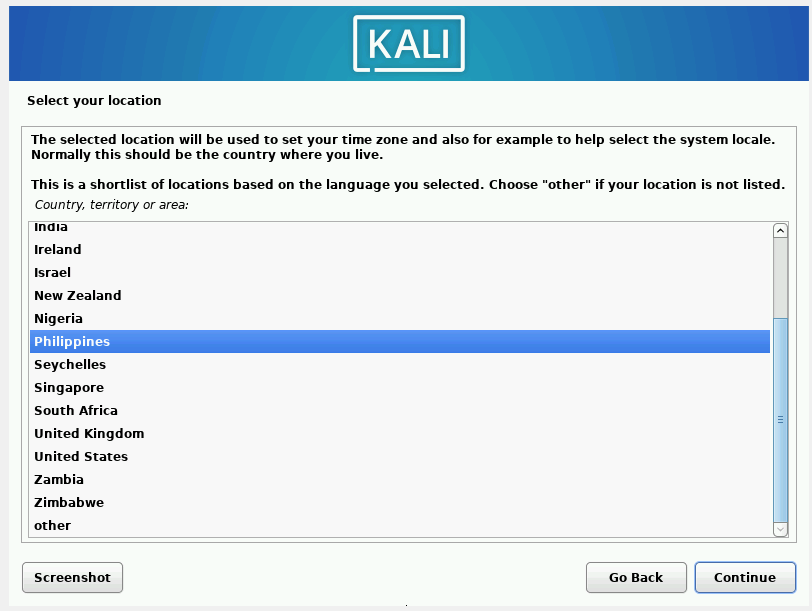 KALI
Select your location
The selected location will be used to set your time zone and also for example to help select the system locale.
Normally this should be the country where you live.
This is a shortlist of locations based on the language you selected. Choose "other" if your location is not listed.
Country, territory or area:
India
Ireland
Israel
New Zealand
Nigeria
Philippines
Seychelles
Singapore
South Africa
United Kingdom
United States
Zambia
Zimbabwe
other
Screenshot
Go Back
Continue